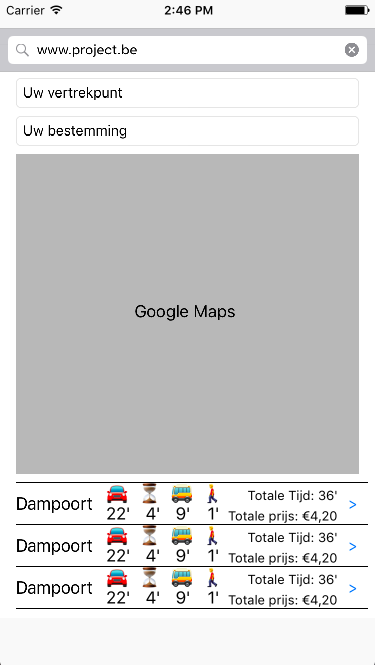 Carrier 2:46 PM
www.project.be
Uw vertrekpunt
Uw bestemming
Google Maps
Dampoort 22' 4' 9' 1' Totale Tijd: 36'
Totale prijs: €4,20 >
Dampoort 22' 4' 9' 1' Totale Tijd: 36'
Totale prijs: €4,20 >
Dampoort 22' 4' 9' 1' Totale Tijd: 36'
Totale prijs: €4,20 >